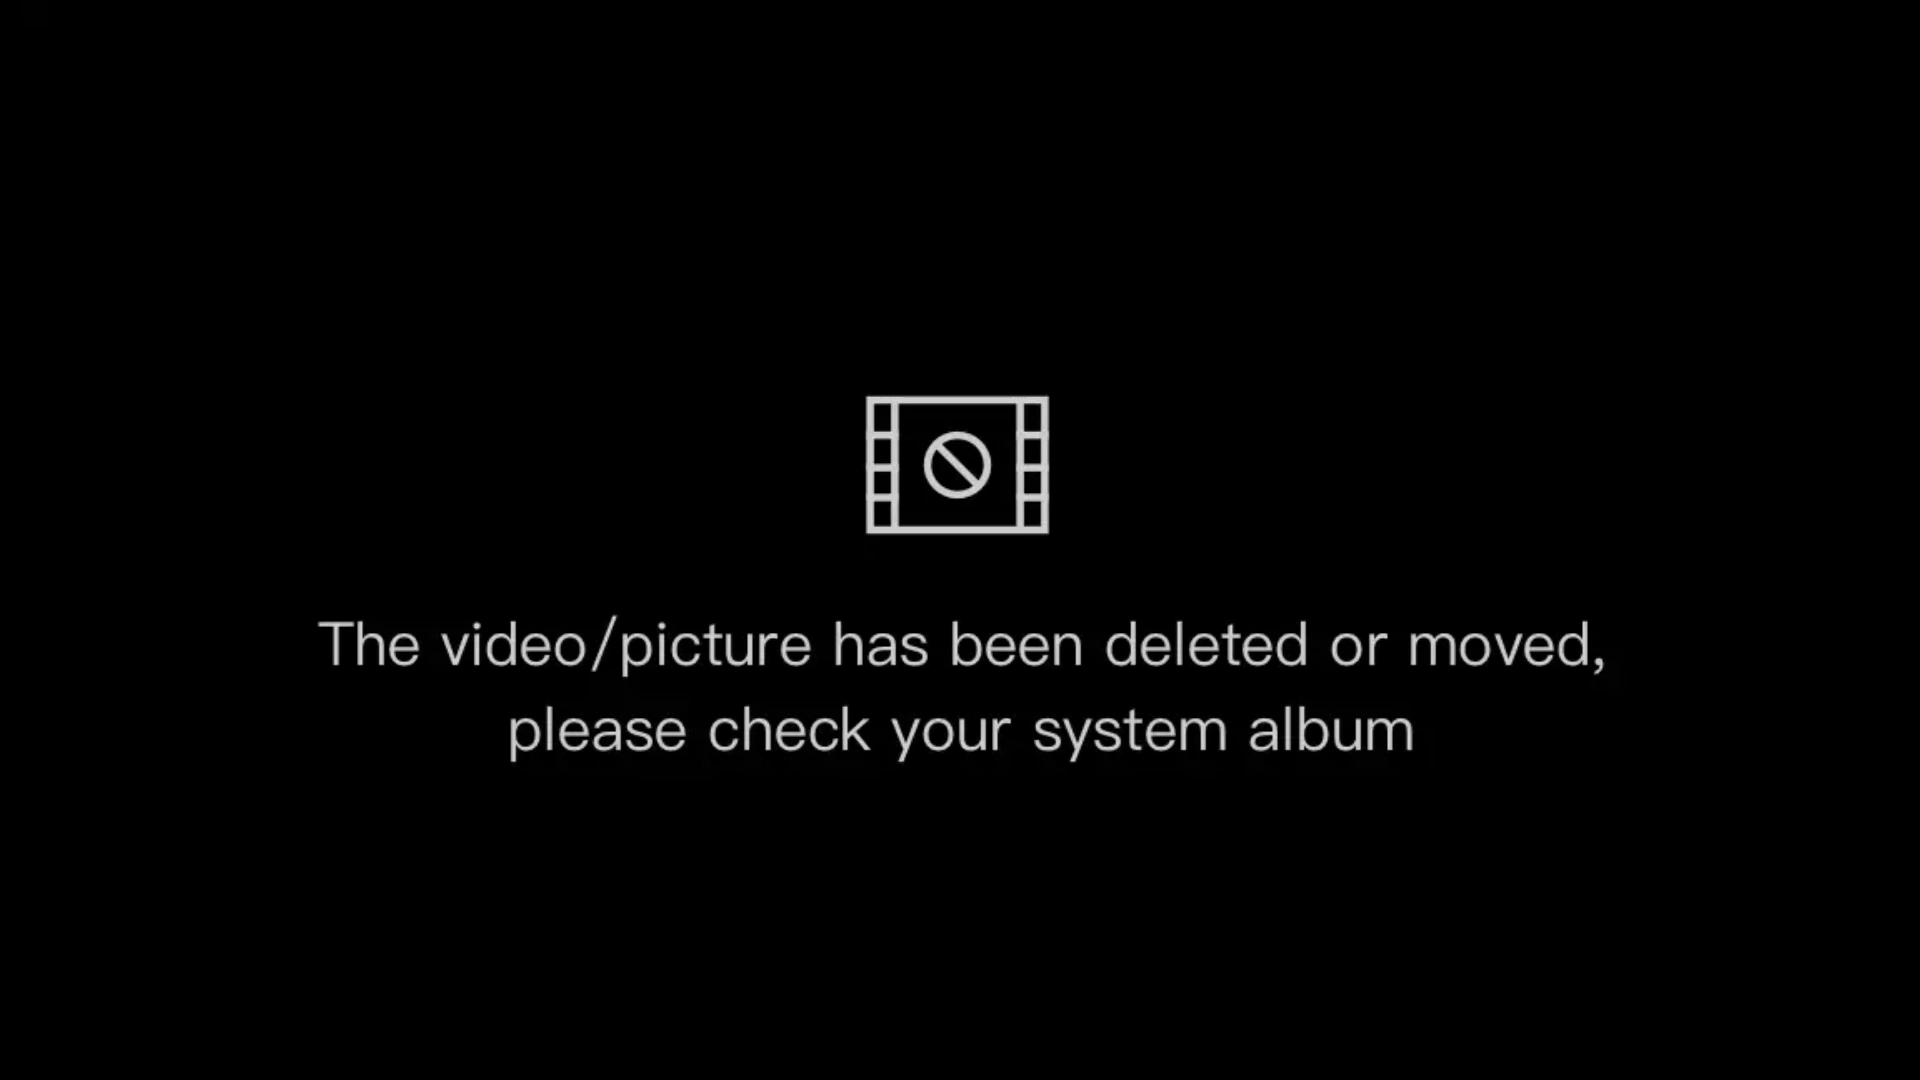 The video/picture has been deleted or moved,
please check your system album